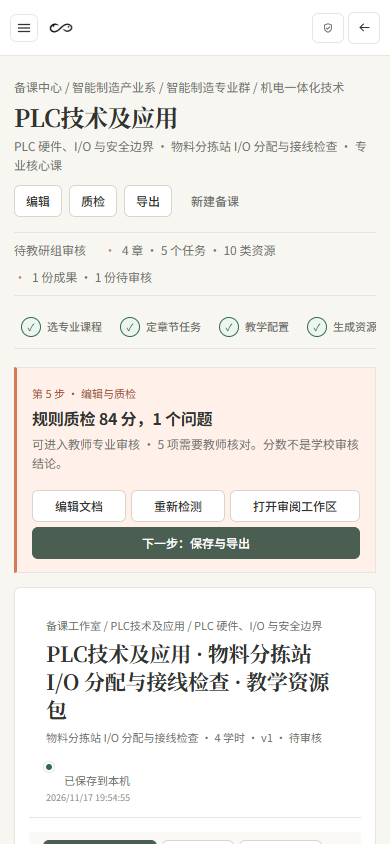 备课中心 / 智能制造产业系 / 智能制造专业群 / 机电一体化技术
PLC技术及应用
PLC 硬件、I/O 与安全边界 · 物料分拣站 I/O 分配与接线检查 · 专
业核心课
编辑 质检 导出 新建备课
待教研组审核 · 4 章 · 5 个任务 · 10 类资源
· 1 份成果 · 1 份待审核
选专业课程 定章节任务 教学配置 生成资源
第 5 步 · 编辑与质检
规则质检 84 分，1 个问题
可进入教师专业审核 · 5 项需要教师核对。分数不是学校审核
结论。
编辑文档 重新检测 打开审阅工作区
下一步：保存与导出
备课工作室 / PLC技术及应用 / PLC 硬件、I/O 与安全边界
PLC技术及应用 · 物料分拣站
I/O 分配与接线检查 · 教学资源
包
物料分拣站 I/O 分配与接线检查 · 4 学时 · v1 · 待审核
已保存到本机
2026/11/17 19:54:55